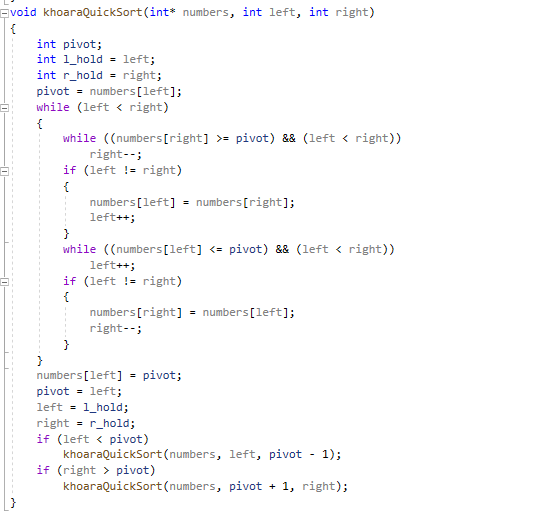 void khoaraQuickSort(int* numbers, int left, int right)
{
int pivot;
int l_hold = left;
int r_hold = right;
pivot = numbers[left];
while (left < right)
{
while ((numbers[right] >= pivot) && (left < right))
right--;
if (left != right)
{
numbers[left] = numbers[right];
left++;
}
while ((numbers[left] <= pivot) && (left < right))
left++;
if (left != right)
{
numbers[right] = numbers[left];
right--;
}
}
numbers[left] = pivot;
pivot = left;
left = l_hold;
right = r_hold;
if (left < pivot)
khoaraQuickSort(numbers, left, pivot - 1);
if (right > pivot)
khoaraQuickSort(numbers, pivot + 1, right);
}